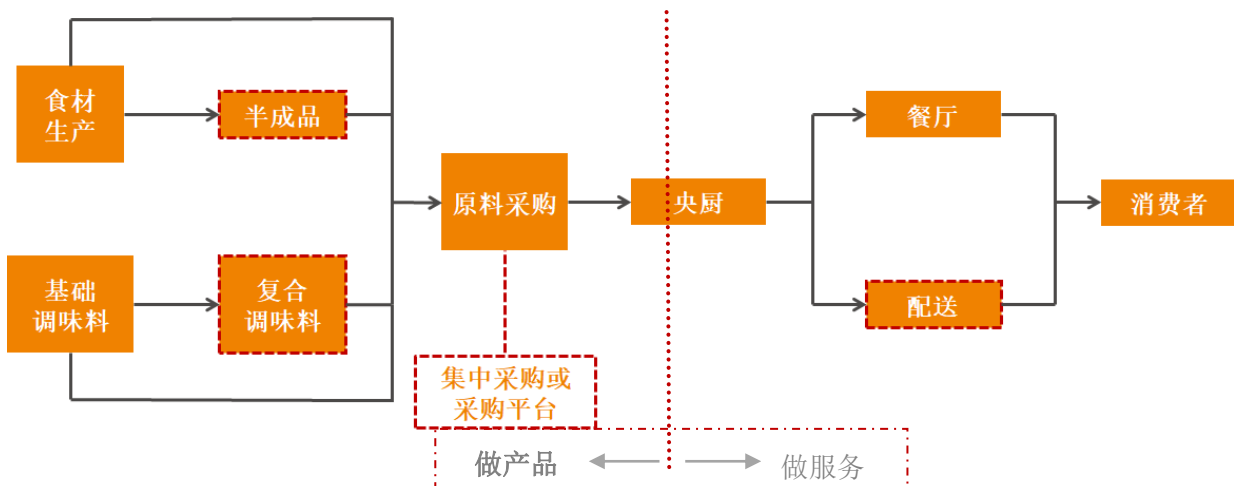 食材
生产
半成品
基础
调味料
复合
调味料
原料采购
集中采购或
采购平台
央厨
餐厅
配送
消费者
做产品
做服务